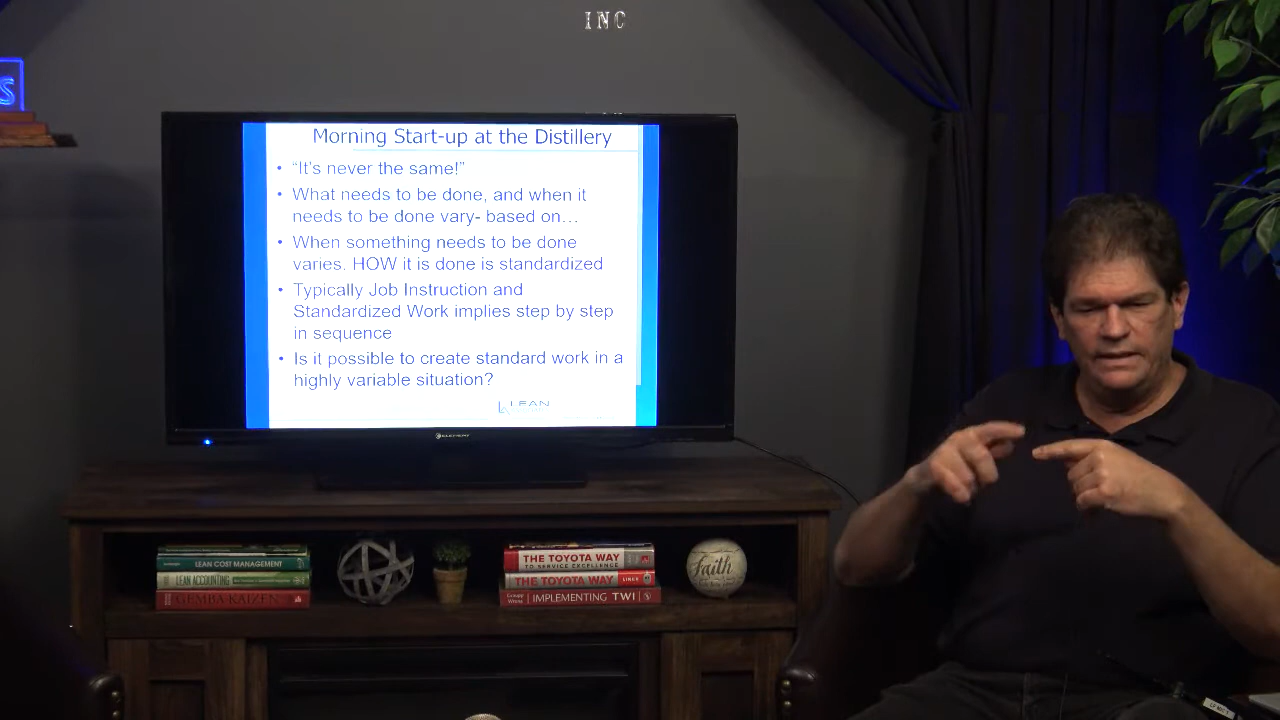 INC
S
Morning Start-up at the Distillery
• "It's never the same!"
• What needs to be done, and when it
needs to be done vary- based on...
• When something needs to be done
varies. HOW it is done is standardized
• Typically Job Instruction and
Standardized Work implies step by step
in sequence
• Is it possible to create standard work in a
highly variable situation?
LEAN
ELEMENT
LEAN COST MANAGEMENT
LEAN ACCOUNTING
GEMBA KAIZEN
THE TOYOTA WAY
TO SERVICE EXCELLENCE
THE TOYOTA WAY
LIKER
IMPLEMENTING TWI
Faith